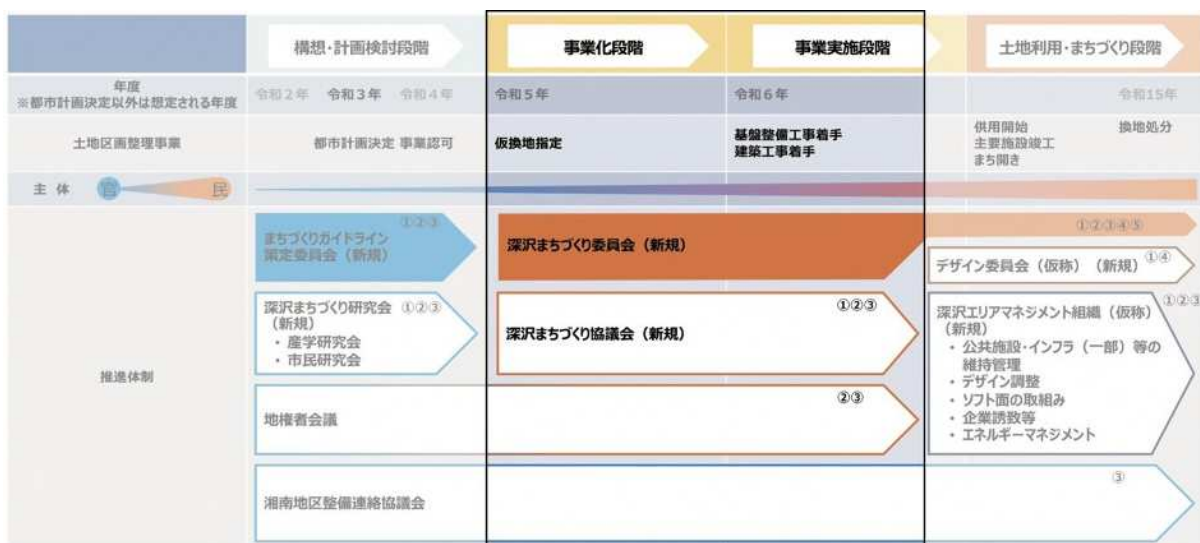 構想・計画検討段階
事業化段階
事業実施段階
土地利用・まちづくり段階
年度
※都市計画決定以外は想定される年度
令和2年
令和3年
令和4年
令和5年
令和6年
令和15年
土地区画整理事業
都市計画決定
事業認可
仮換地指定
基盤整備工事着手
建築工事着手
供用開始
主要施設竣工
まち開き
換地処分
主 体
官
民
推進体制
まちづくりガイドライン
策定委員会（新規）
①②③
深沢まちづくり委員会（新規）
①②③④⑤
デザイン委員会（仮称）（新規）
①④
深沢まちづくり研究会
（新規）
・ 産学研究会
・ 市民研究会
①②③
深沢まちづくり協議会（新規）
①②③
深沢エリアマネジメント組織（仮称）
（新規）
・ 公共施設・インフラ（一部）等の
維持管理
・ デザイン調整
・ ソフト面の取組み
・ 企業誘致等
・ エネルギーマネジメント
①②③
地権者会議
②③
湘南地区整備連絡協議会
③